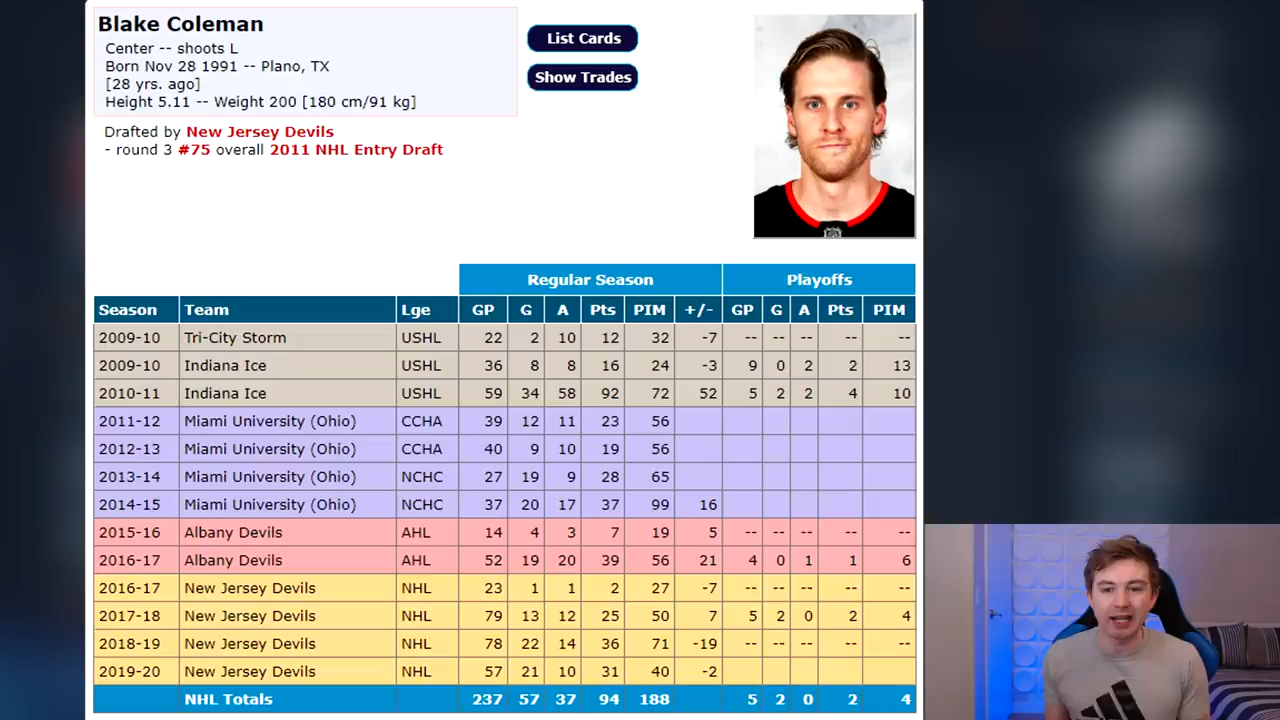 Blake Coleman
Center -- shoots L
Born Nov 28 1991 -- Plano, TX
[28 yrs. ago]
Height 5.11 -- Weight 200 [180 cm/91 kg]
List Cards
Show Trades
Drafted by New Jersey Devils
- round 3 #75 overall 2011 NHL Entry Draft
Regular Season Playoffs
Season Team Lge GP G A Pts PIM +/- GP G A Pts PIM
2009-10 Tri-City Storm USHL 22 2 10 12 32 -7 -- -- -- -- --
2009-10 Indiana Ice USHL 36 8 8 16 24 -3 9 0 2 2 13
2010-11 Indiana Ice USHL 59 34 58 92 72 52 5 2 2 4 10
2011-12 Miami University (Ohio) CCHA 39 12 11 23 56
2012-13 Miami University (Ohio) CCHA 40 9 10 19 56
2013-14 Miami University (Ohio) NCHC 27 19 9 28 65
2014-15 Miami University (Ohio) NCHC 37 20 17 37 99 16
2015-16 Albany Devils AHL 14 4 3 7 19 5 -- -- -- -- --
2016-17 Albany Devils AHL 52 19 20 39 56 21 4 0 1 1 6
2016-17 New Jersey Devils NHL 23 1 1 2 27 -7 -- -- -- -- --
2017-18 New Jersey Devils NHL 79 13 12 25 50 7 5 2 0 2 4
2018-19 New Jersey Devils NHL 78 22 14 36 71 -19 -- -- -- -- --
2019-20 New Jersey Devils NHL 57 21 10 31 40 -2
NHL Totals 237 57 37 94 188 5 2 0 2 4